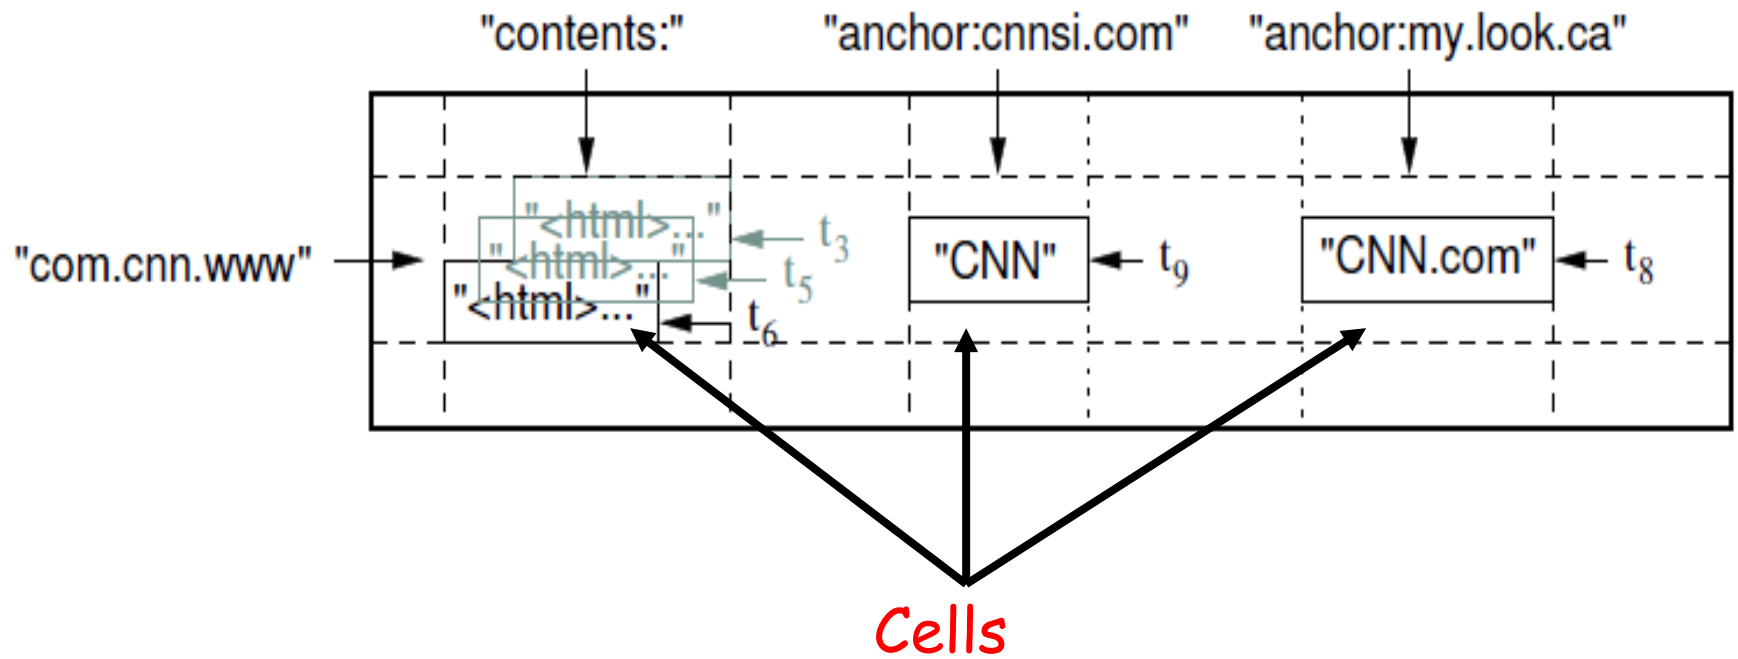 "contents:" "anchor:cnnsi.com" "anchor:my.look.ca"
"<html>..." t3
"com.cnn.www" "<html>..." t5 "CNN" t9 "CNN.com" t8
"<html>..." t6
Cells